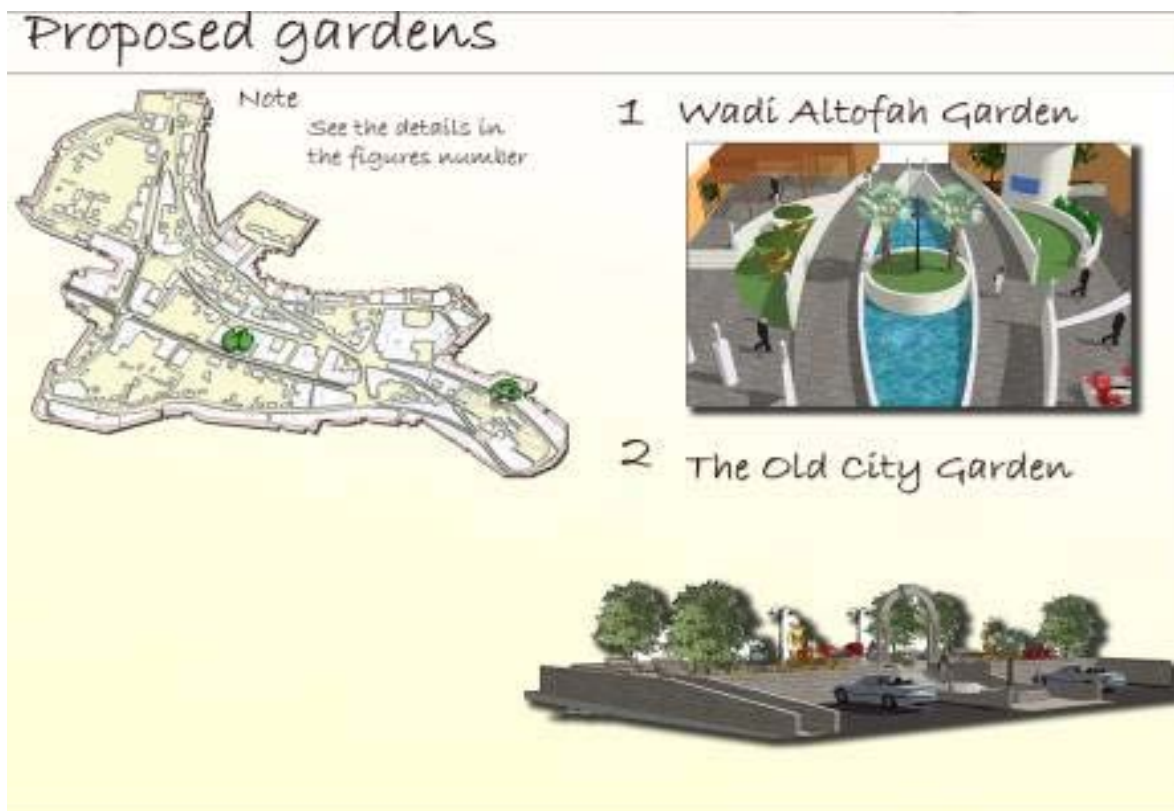 Proposed gardens
Note
See the details in
the figures number
1 Wadi Altofah Garden
2 The Old City Garden